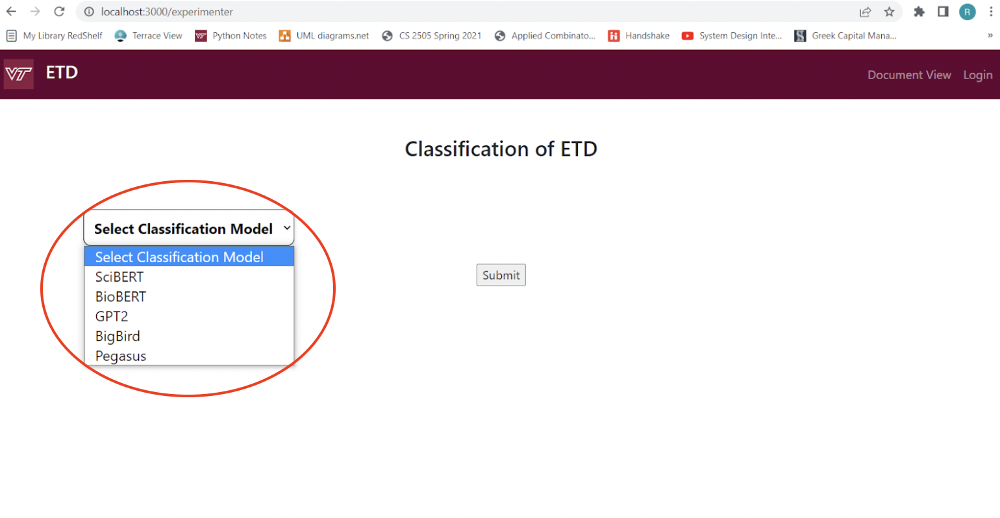 localhost:3000/experimenter
R
My Library RedShelf Terrace View Python Notes UML diagrams.net CS 2505 Spring 2021 Applied Combinato... Handshake System Design Inte... Greek Capital Mana... »
VT ETD Document View Login
Classification of ETD
Select Classification Model
Select Classification Model
SciBERT
Submit
BioBERT
GPT2
BigBird
Pegasus